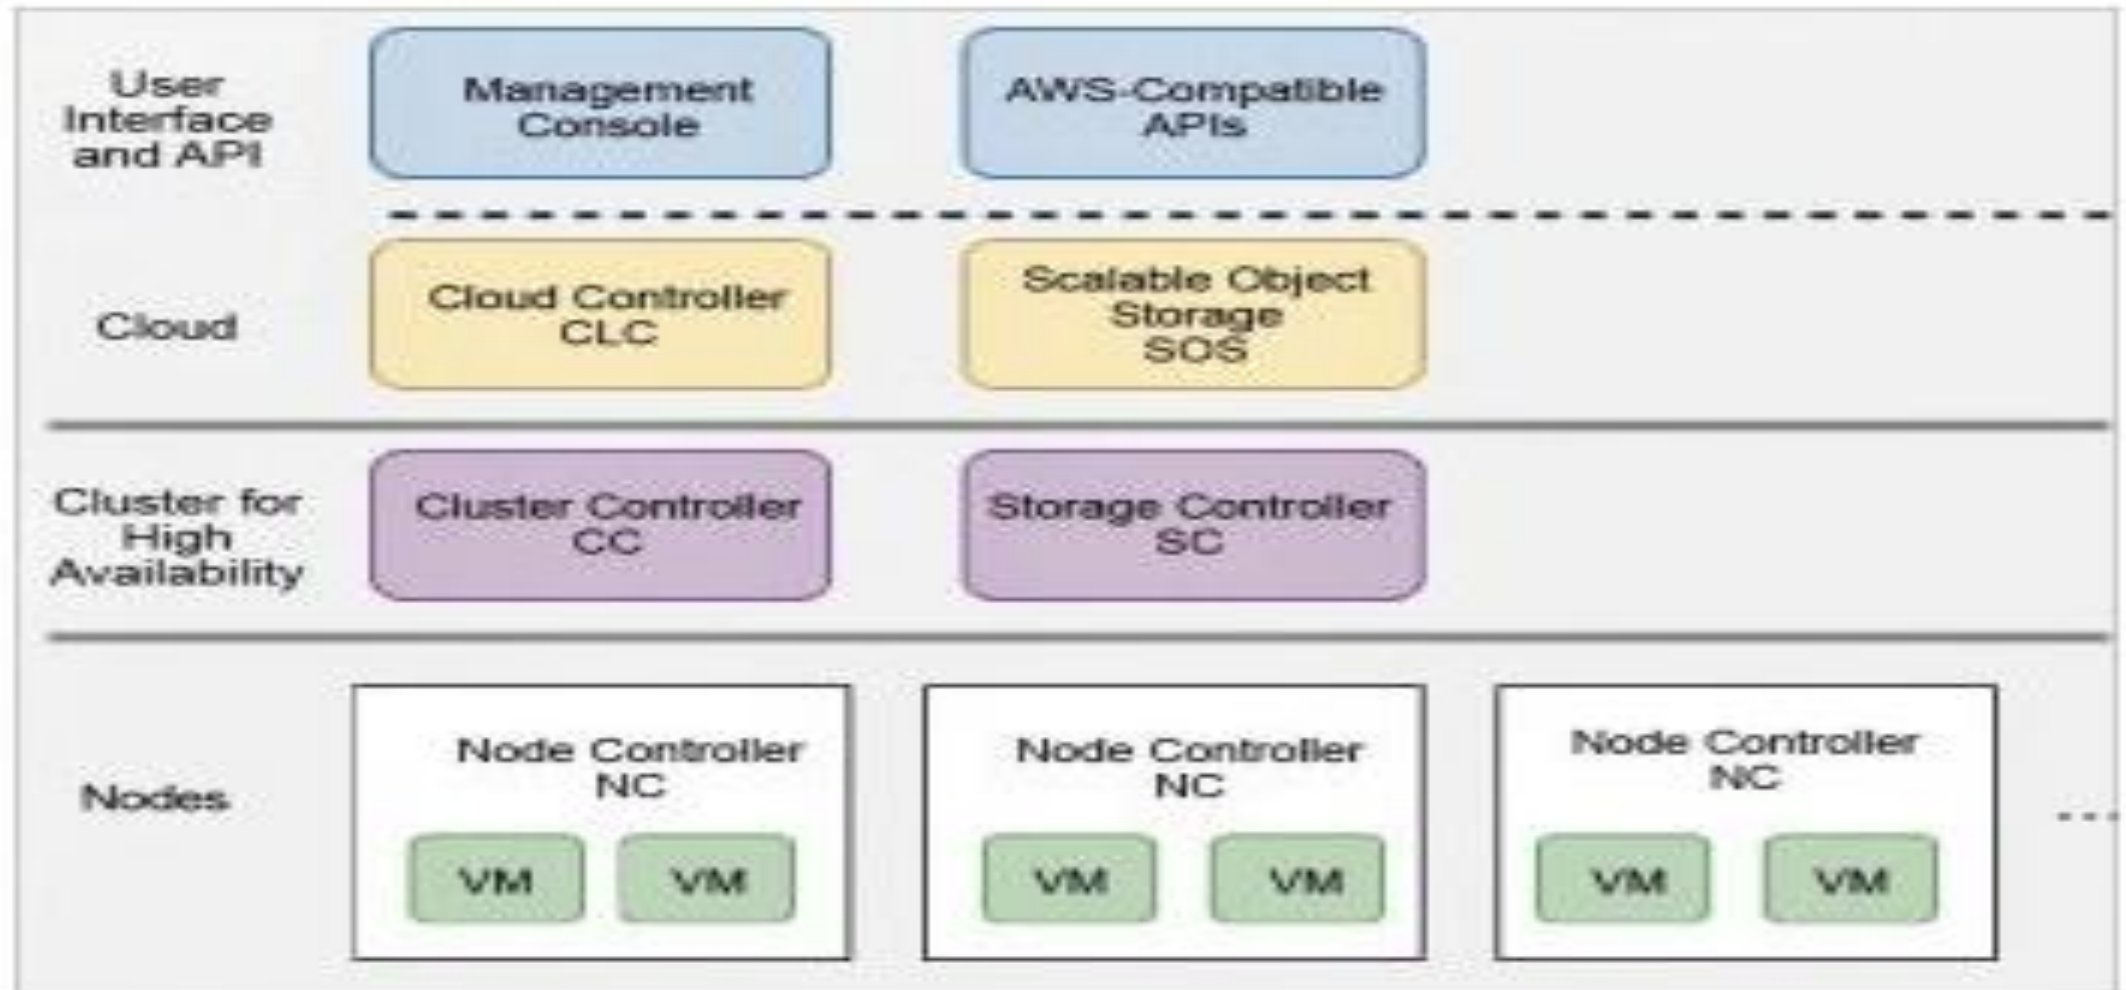 User
Interface
and API
Management
Console
AWS-Compatible
APIs
Cloud
Cloud Controller
CLC
Scalable Object
Storage
SOS
Cluster for
High
Availability
Cluster Controller
CC
Storage Controller
SC
Nodes
Node Controller
NC
VM VM
Node Controller
NC
VM VM
Node Controller
NC
VM VM
...